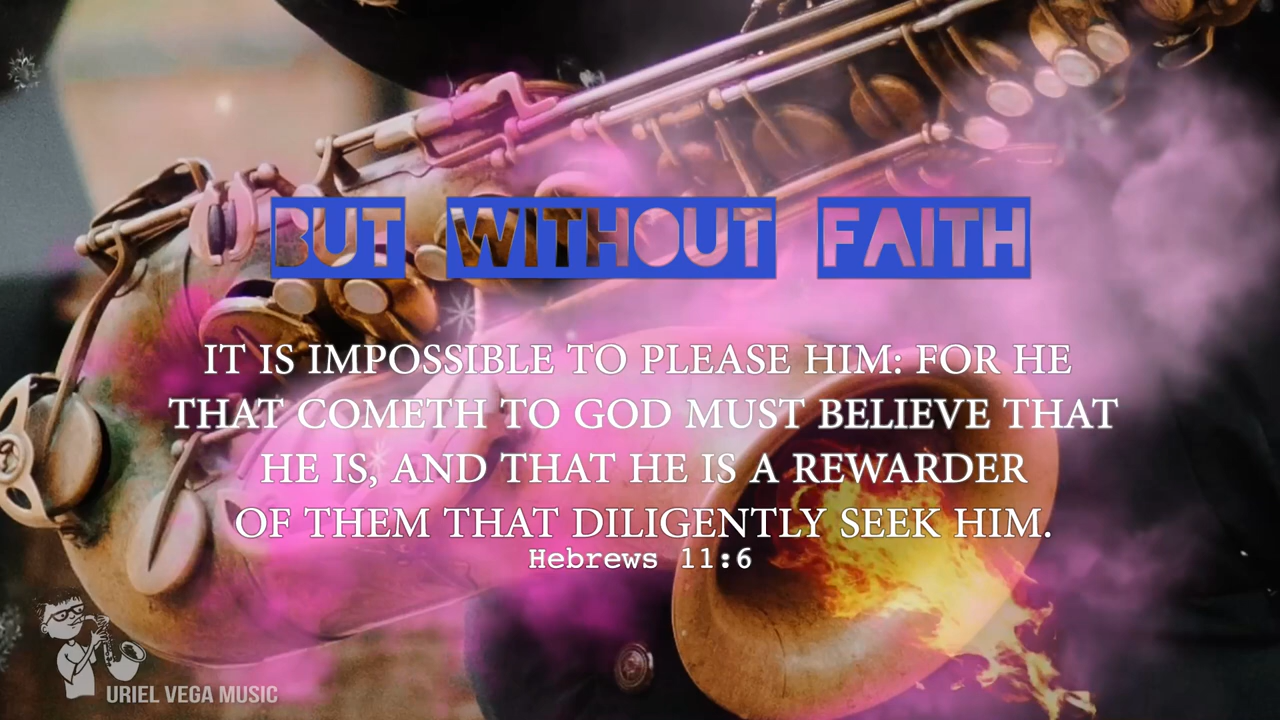 BUT WITHOUT FAITH
IT IS IMPOSSIBLE TO PLEASE HIM: FOR HE
THAT COMETH TO GOD MUST BELIEVE THAT
HE IS, AND THAT HE IS A REWARDER
OF THEM THAT DILIGENTLY SEEK HIM.
Hebrews 11:6
URIEL VEGA MUSIC